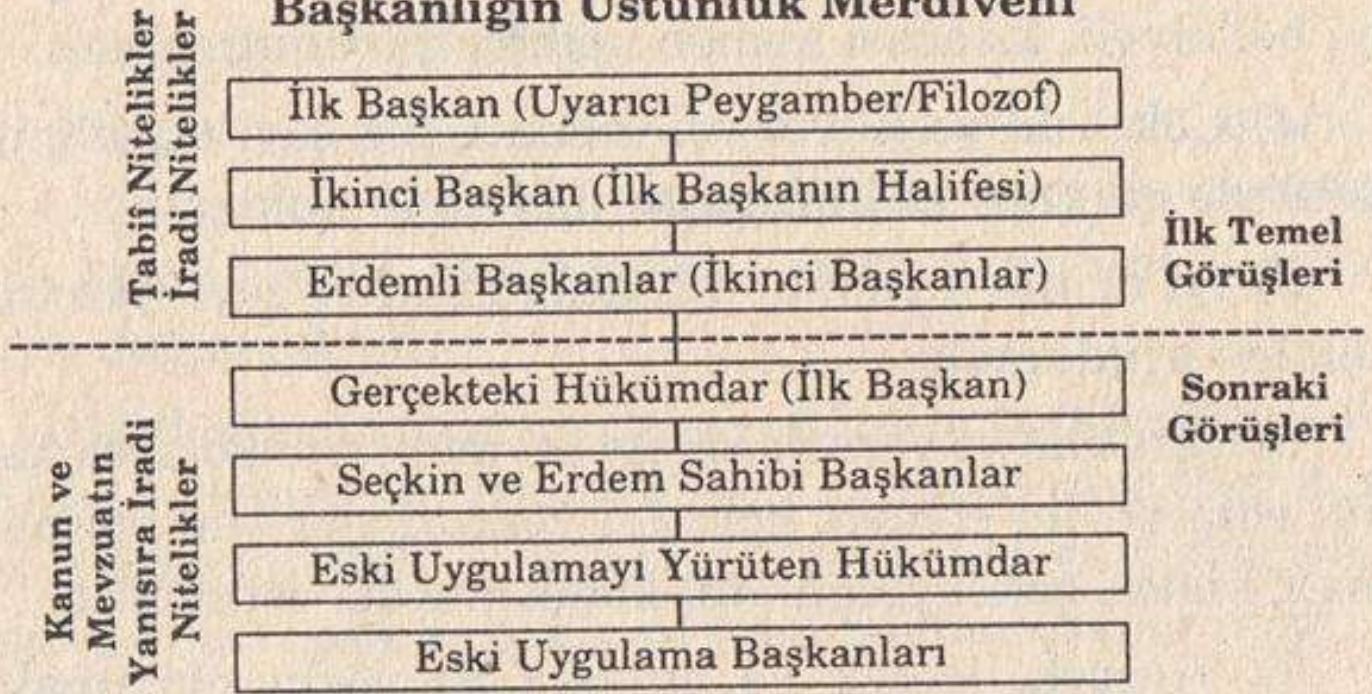 Başkanlığın Üstünlük Merdiveni
Tabiî Nitelikler
İradi Nitelikler
İlk Başkan (Uyarıcı Peygamber/Filozof)
İkinci Başkan (İlk Başkanın Halifesi)
Erdemli Başkanlar (İkinci Başkanlar)
İlk Temel
Görüşleri
Kanun ve
Mevzuatın
Yanısıra İradi
Nitelikler
Gerçekteki Hükümdar (İlk Başkan)
Seçkin ve Erdem Sahibi Başkanlar
Eski Uygulamayı Yürüten Hükümdar
Eski Uygulama Başkanları
Sonraki
Görüşleri